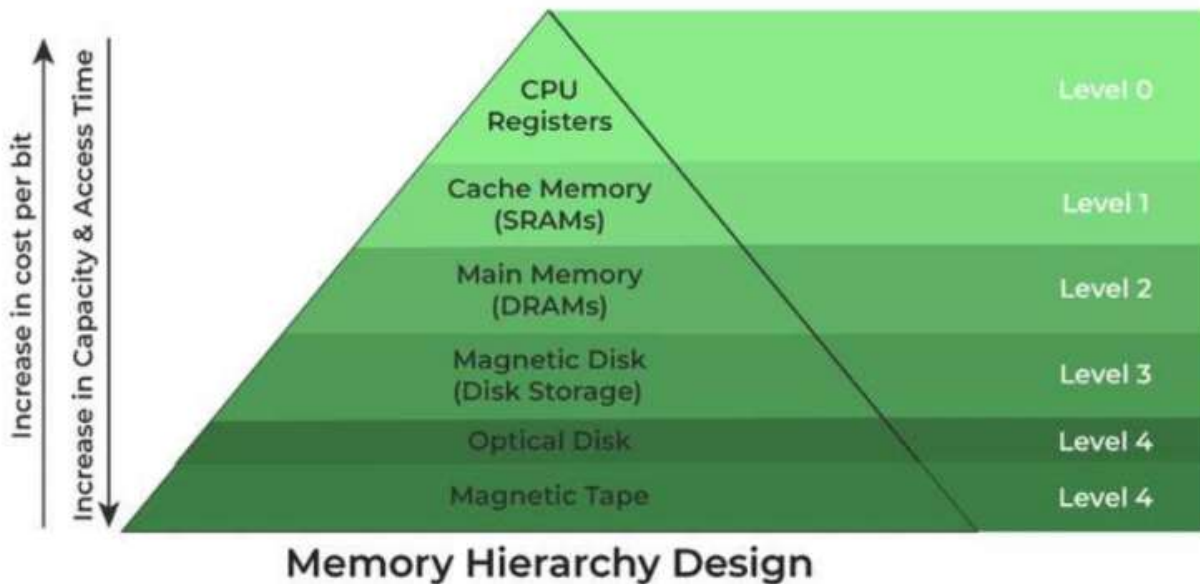 Increase in cost per bit
Increase in Capacity & Access Time
CPU
Registers
Level 0
Cache Memory
(SRAMs)
Level 1
Main Memory
(DRAMs)
Level 2
Magnetic Disk
(Disk Storage)
Level 3
Optical Disk
Level 4
Magnetic Tape
Level 4
Memory Hierarchy Design